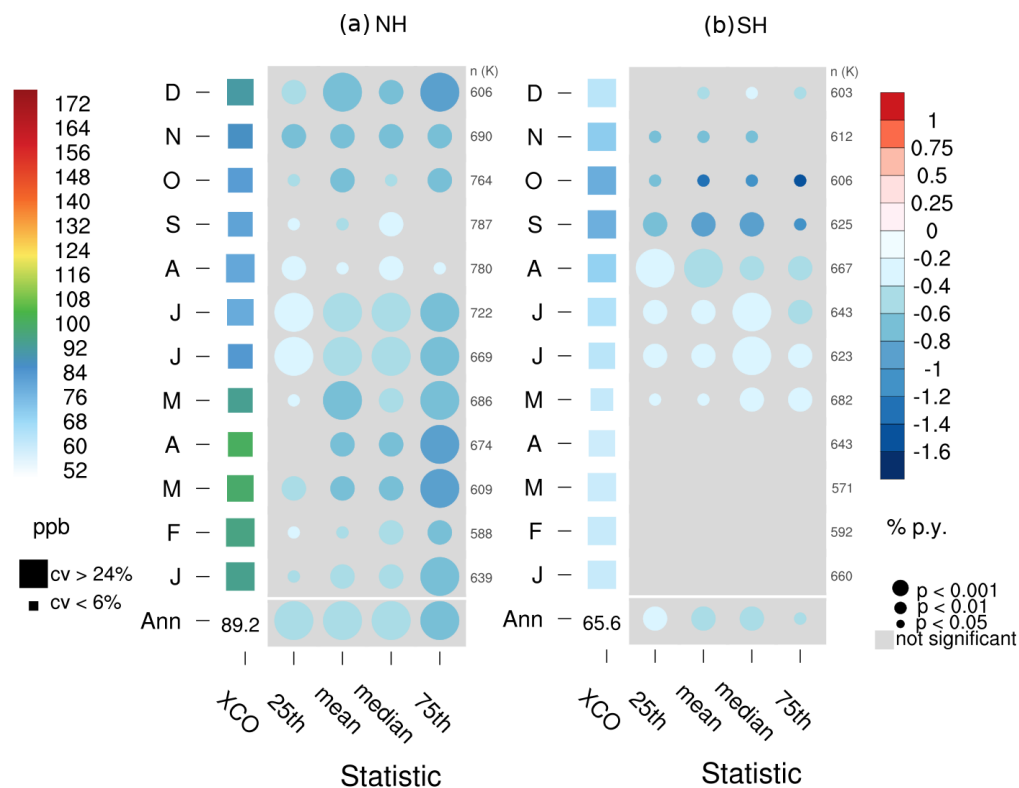 (a) NH
(b) SH
n (K)
n (K)
172
164
156
148
140
132
124
116
108
100
92
84
76
68
60
52
ppb
cv > 24%
cv < 6%
D
606
N
690
O
764
S
787
A
780
J
722
J
669
M
686
A
674
M
609
F
588
J
639
Ann
89.2
XCO
25th
mean
median
75th
Statistic
D
603
N
612
O
606
S
625
A
667
J
643
J
623
M
682
A
643
M
571
F
592
J
660
Ann
65.6
XCO
25th
mean
median
75th
Statistic
1
0.75
0.5
0.25
0
-0.2
-0.4
-0.6
-0.8
-1
-1.2
-1.4
-1.6
% p.y.
p < 0.001
p < 0.01
p < 0.05
not significant